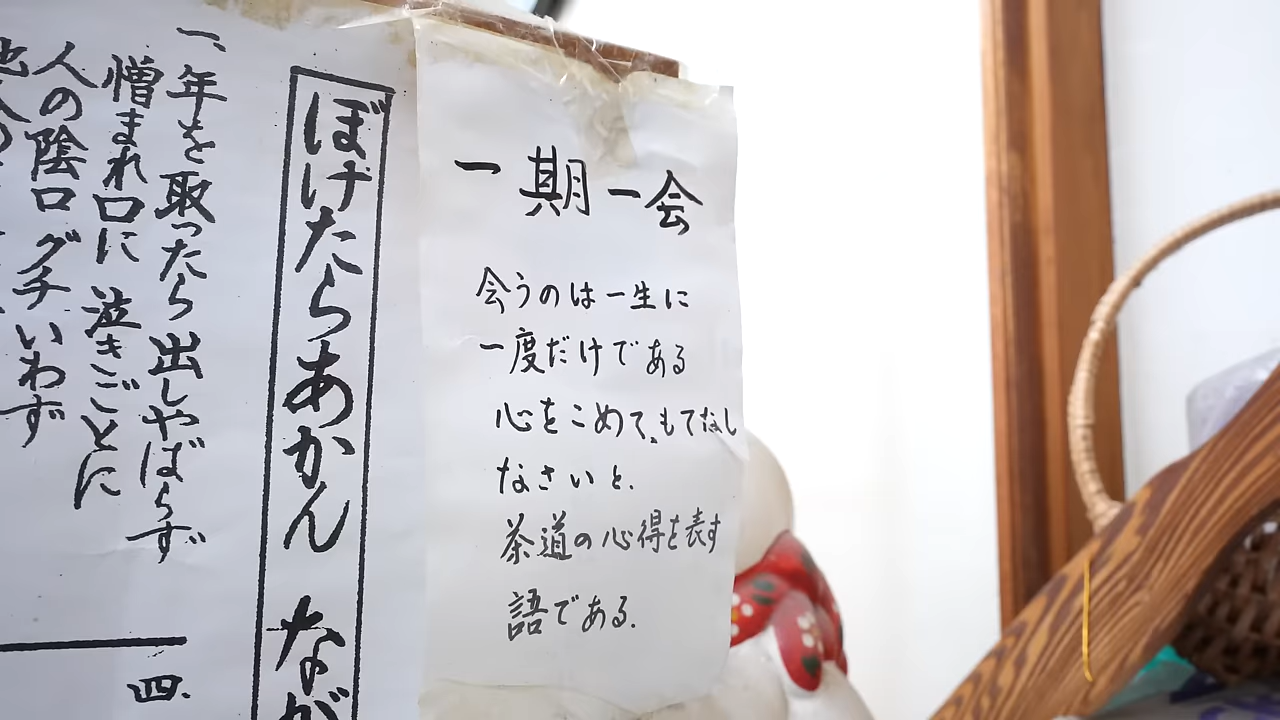 一期一会
会うのは一生に
一度だけである
心をこめて、もてなし
なさいと.
茶道の心得を表す
語である.
ぼけたらあかん なが
一、年を取ったら出しゃばらず
憎まれ口に 泣きごとに
人の陰口 グチいわず
四.